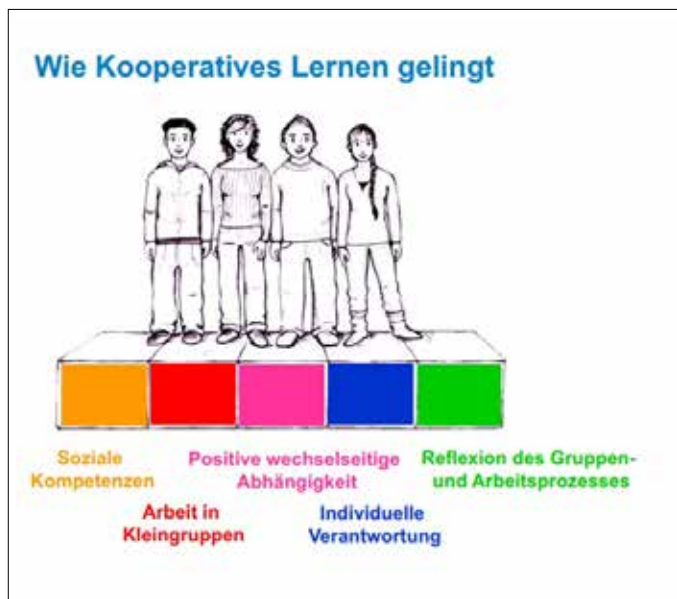 Wie Kooperatives Lernen gelingt
Soziale
Kompetenzen
Arbeit in
Kleingruppen
Positive wechselseitige
Abhängigkeit
Individuelle
Verantwortung
Reflexion des Gruppen-
und Arbeitsprozesses